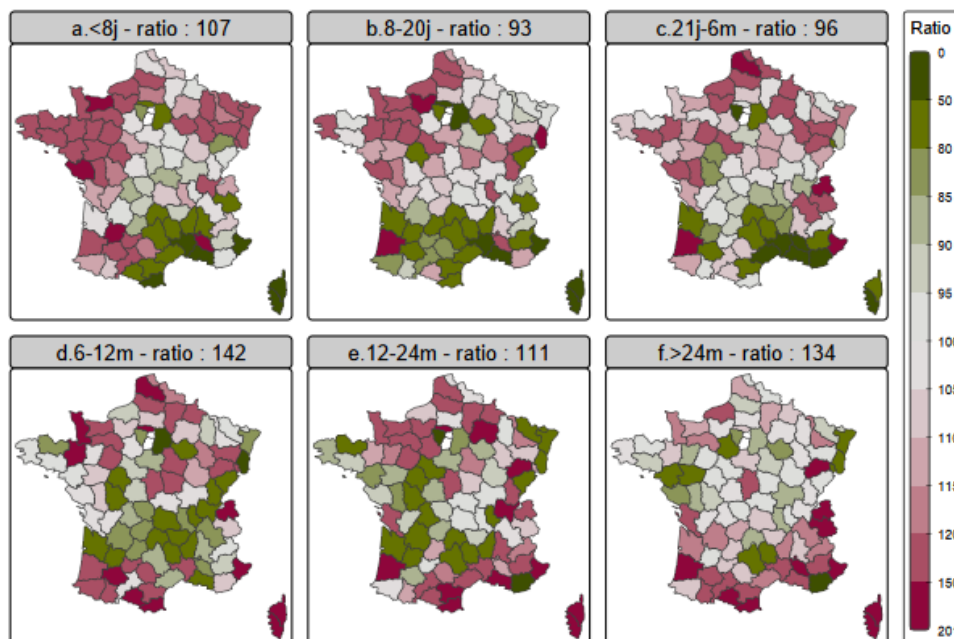 a.<8j - ratio : 107
b.8-20j - ratio : 93
c.21j-6m - ratio : 96
Ratio
0
50
80
85
90
95
100
105
110
115
120
150
201
d.6-12m - ratio : 142
e.12-24m - ratio : 111
f.>24m - ratio : 134